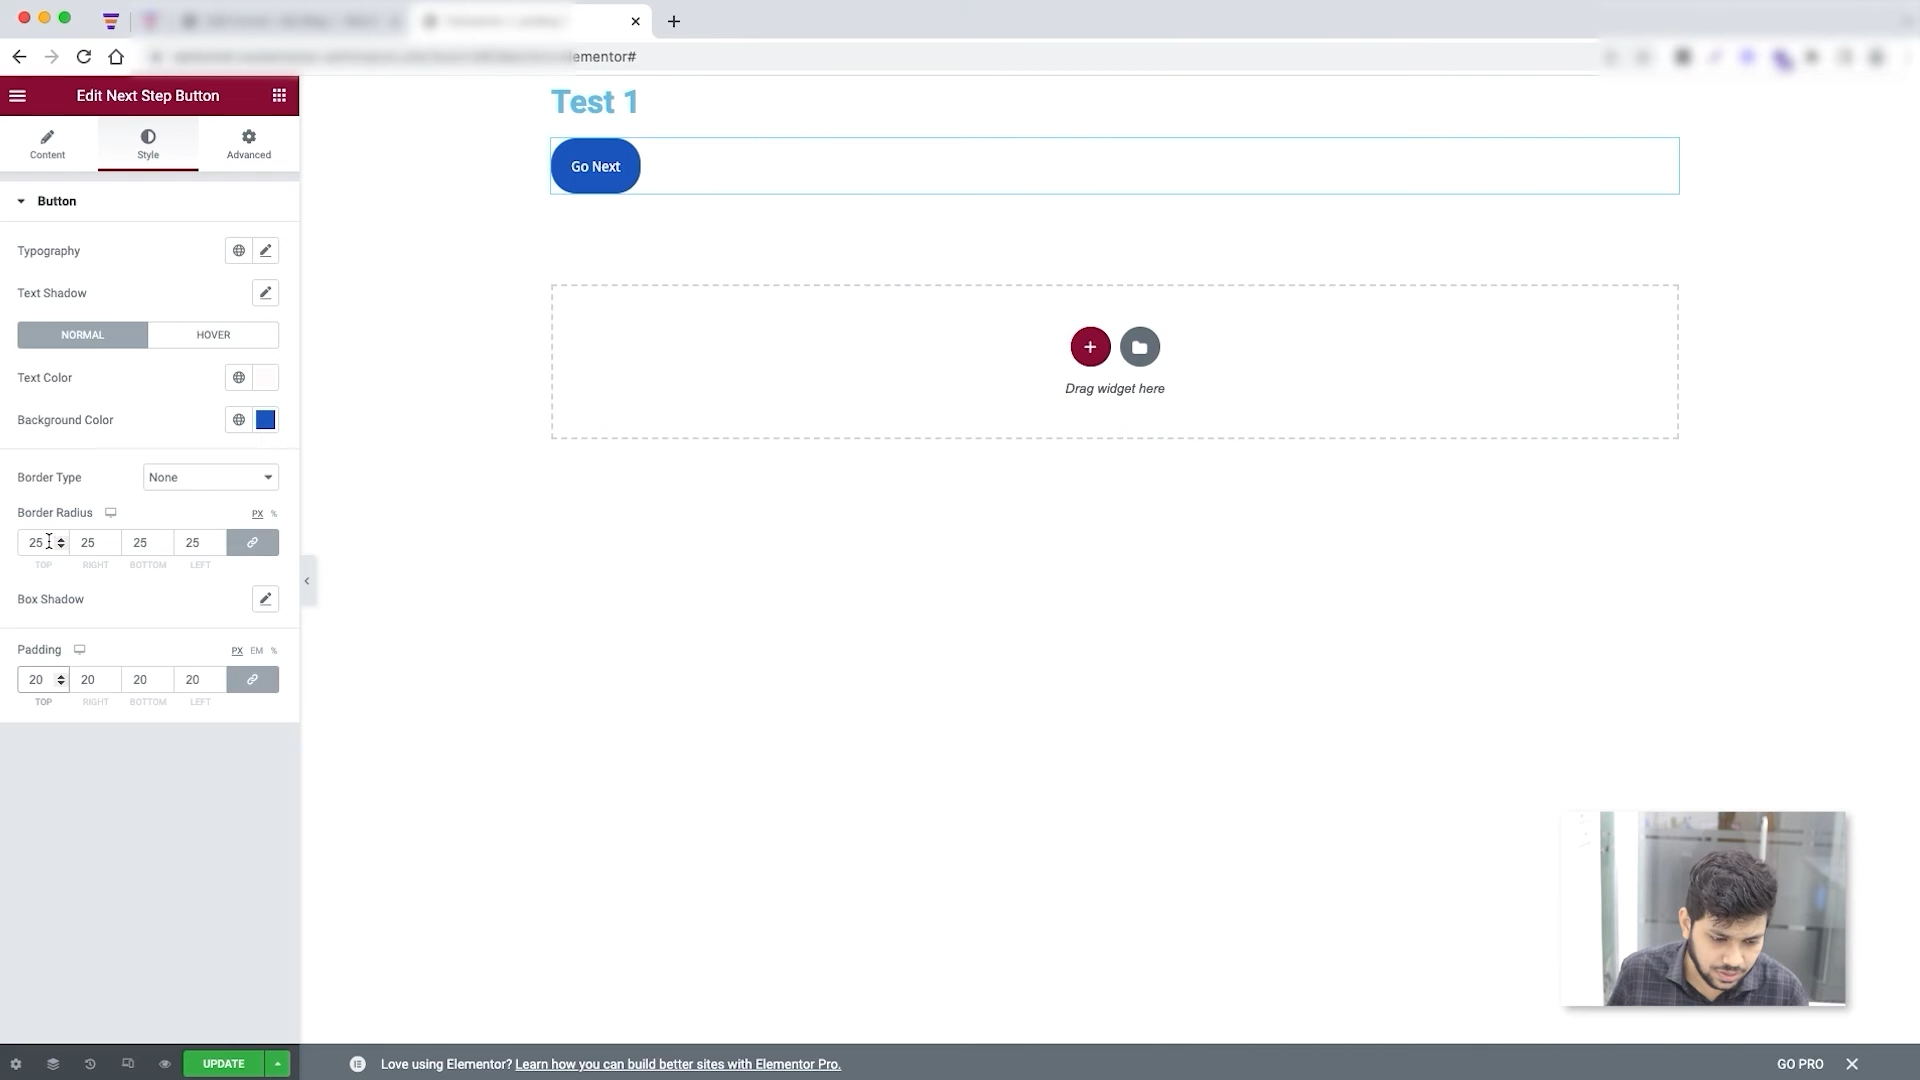 elementor#
Edit Next Step Button
Test 1
Content
Style
Advanced
Go Next
Button
Typography
Text Shadow
NORMAL
HOVER
Text Color
Background Color
Drag widget here
Border Type
None
Border Radius
PX
%
25
25
25
25
TOP
RIGHT
BOTTOM
LEFT
Box Shadow
Padding
PX
EM
%
20
20
20
20
TOP
RIGHT
BOTTOM
LEFT
UPDATE
Love using Elementor? Learn how you can build better sites with Elementor Pro.
GO PRO